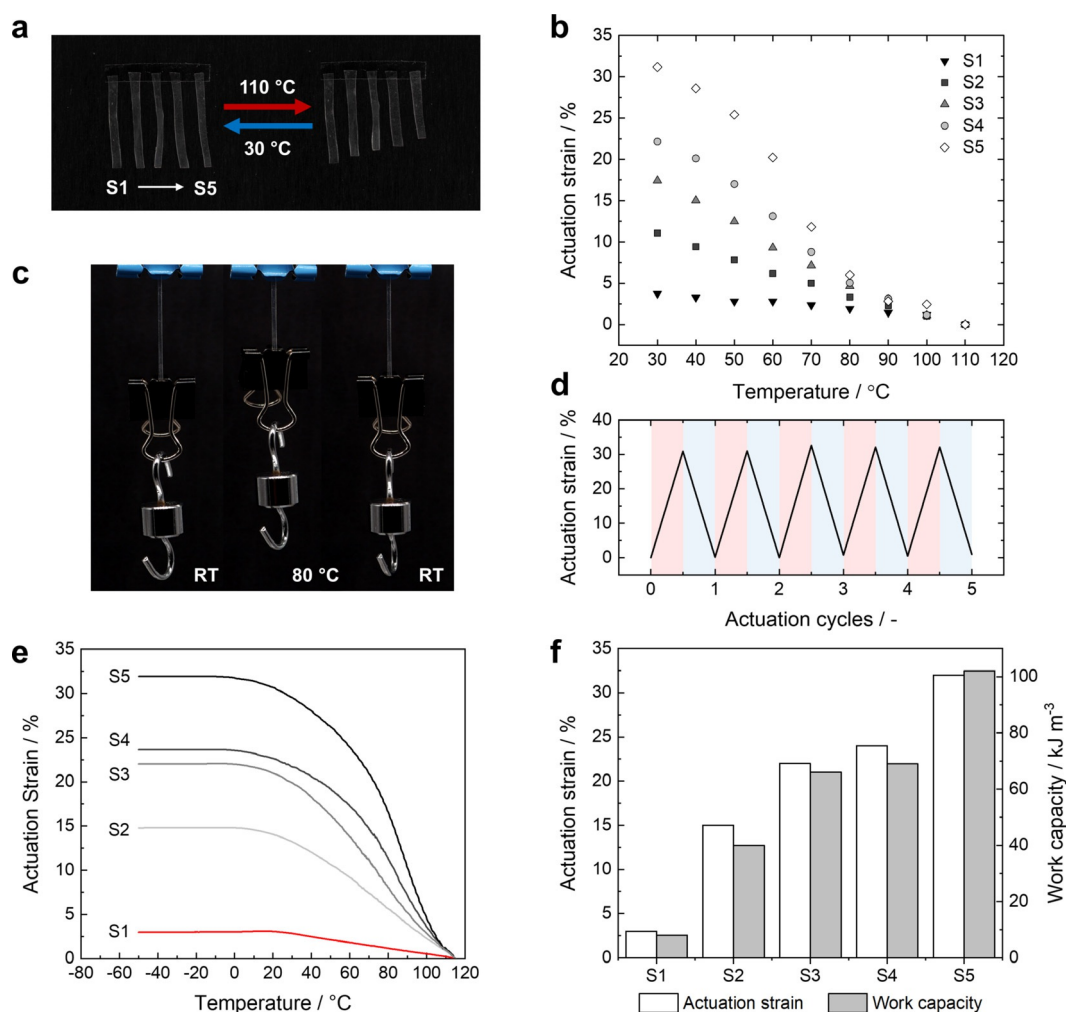 a
110 °C
30 °C
S1
S5
b
Actuation strain / %
35
30
25
20
15
10
5
0
S1
S2
S3
S4
S5
20 30 40 50 60 70 80 90 100 110 120
Temperature / °C
c
RT
80 °C
RT
d
Actuation strain / %
40
30
20
10
0
0 1 2 3 4 5
Actuation cycles / -
e
Actuation Strain / %
35
30
25
20
15
10
5
0
S5
S4
S3
S2
S1
-80 -60 -40 -20 0 20 40 60 80 100 120
Temperature / °C
f
Actuation strain / %
35
30
25
20
15
10
5
0
100
80
60
40
20
0
Work capacity / kJ m⁻³
S1 S2 S3 S4 S5
Actuation strain
Work capacity